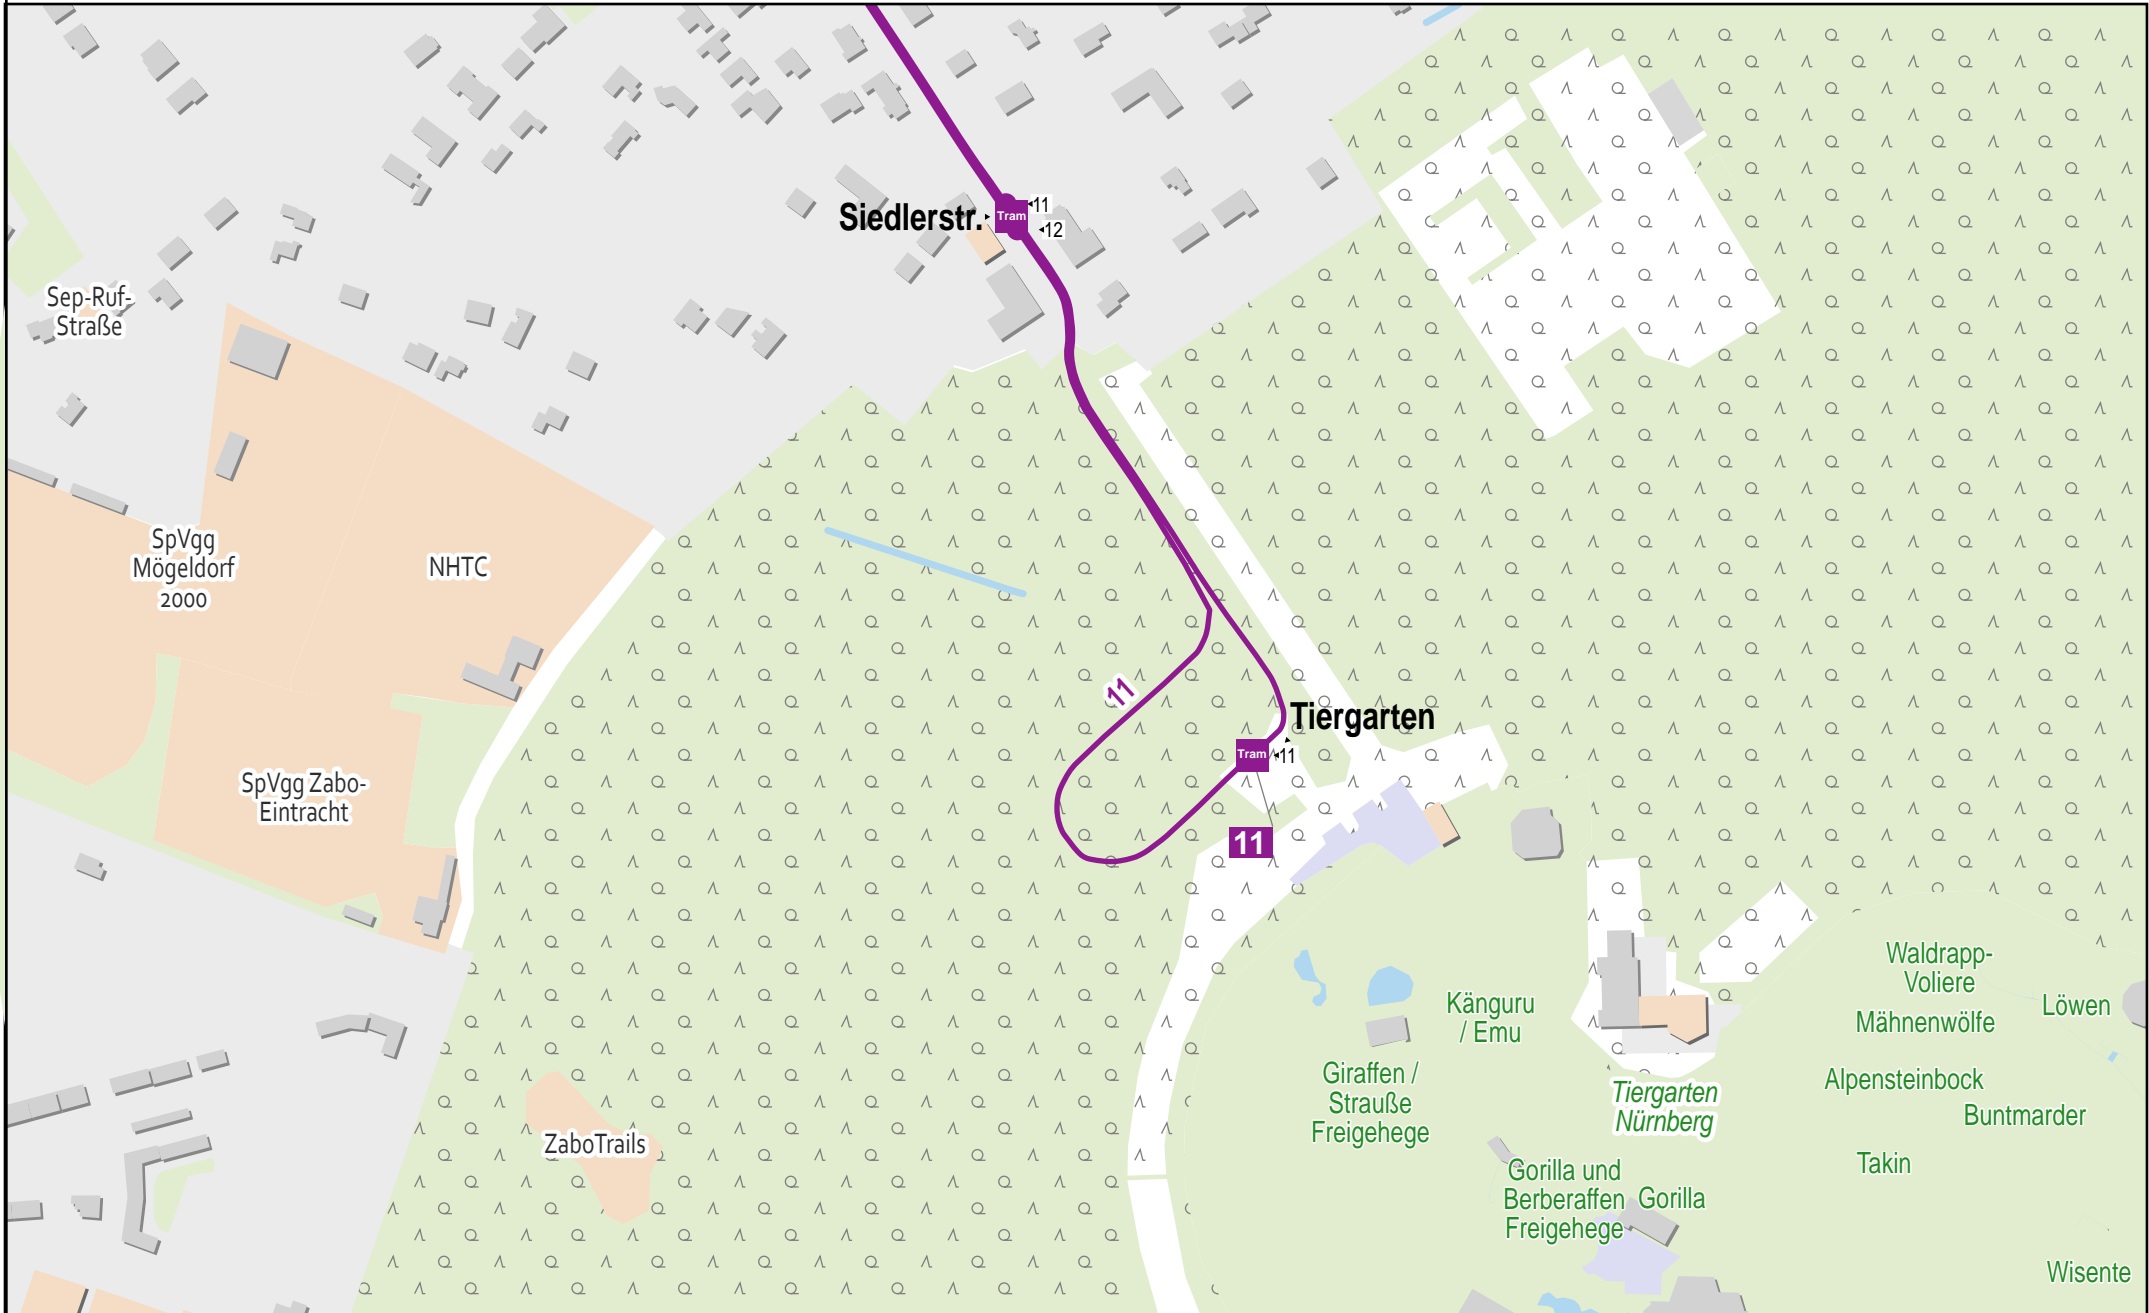 Siedlerstr.
Tram
11
12
Sep-Ruf-
Straße
SpVgg
Mögeldorf
2000
NHTC
11
Tiergarten
Tram
11
SpVgg Zabo-
Eintracht
11
Waldrapp-
Voliere
Känguru
/ Emu
Löwen
Mähnenwölfe
Giraffen /
Strauße
Freigehege
Alpensteinbock
Tiergarten
Nürnberg
Buntmarder
ZaboTrails
Takin
Gorilla und
Berberaffen
Freigehege
Gorilla
Wisente